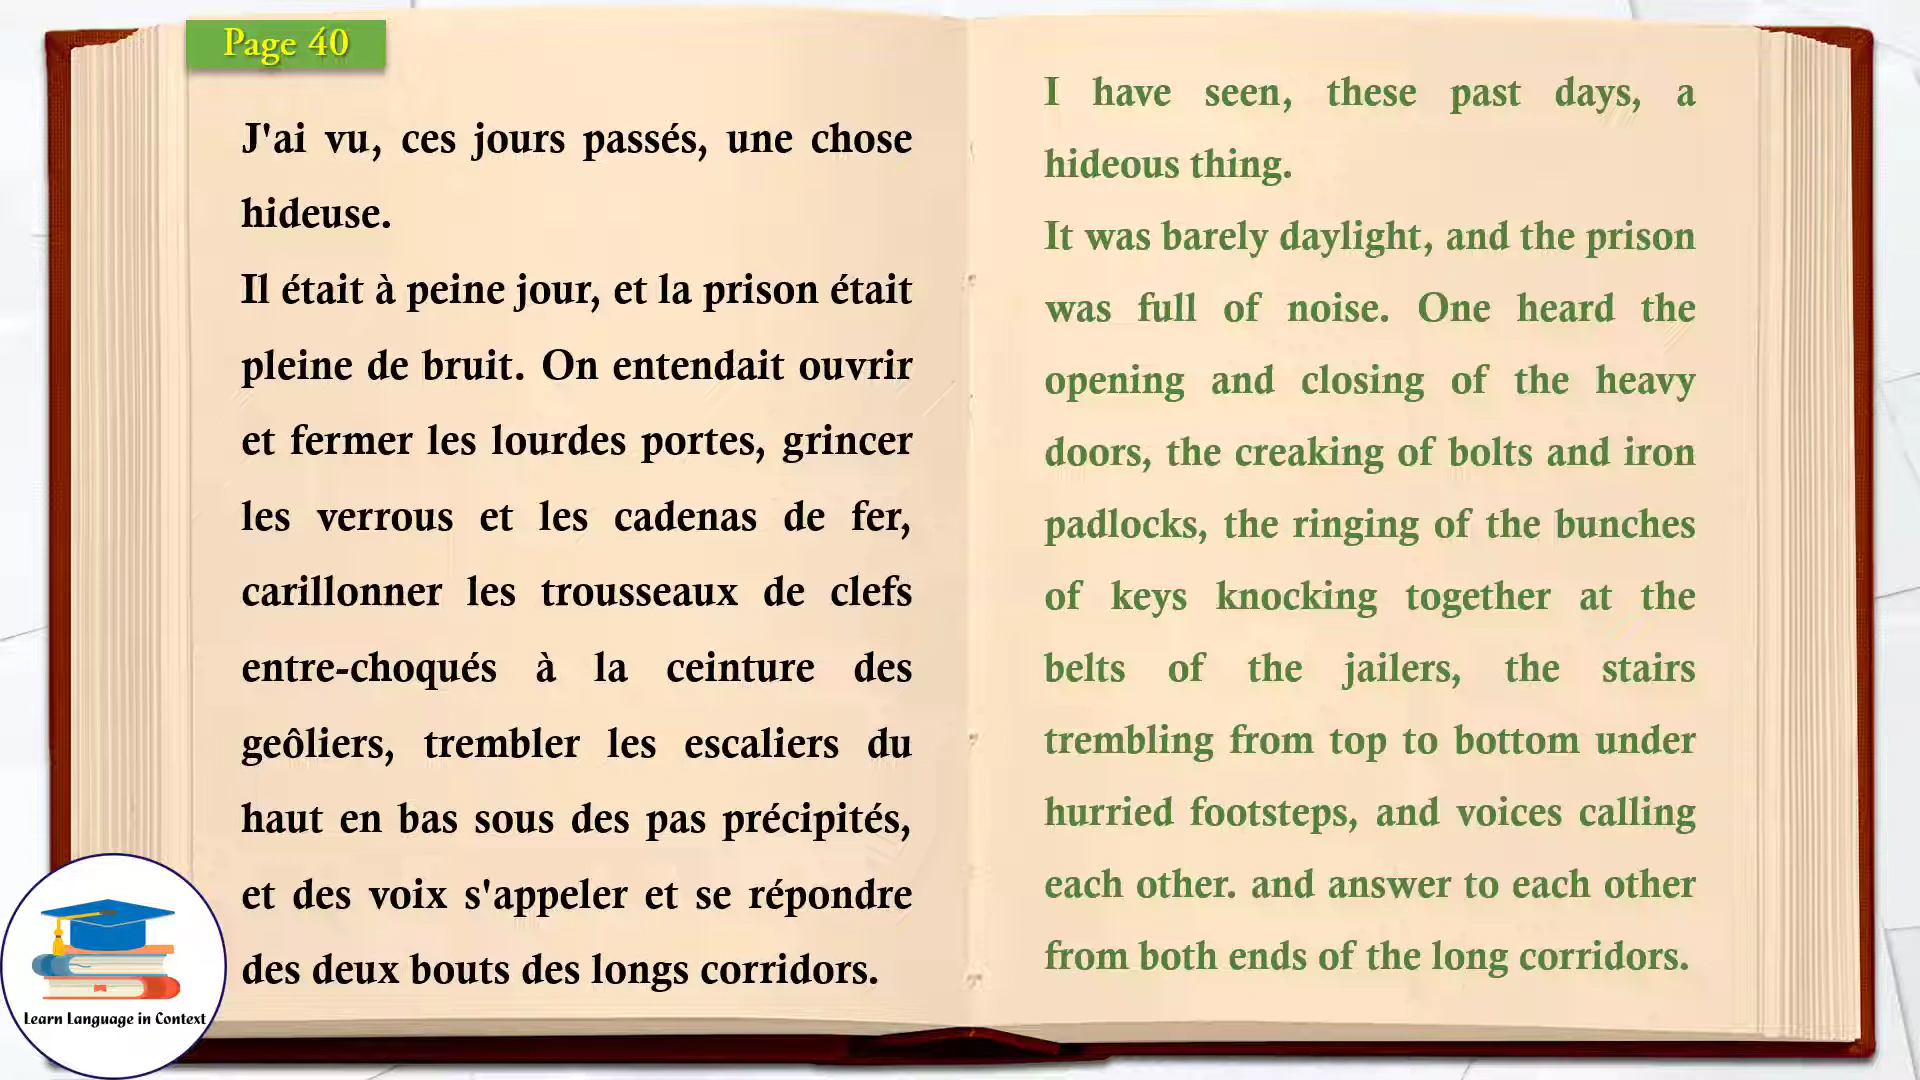 Page 40
J'ai vu, ces jours passés, une chose
hideuse.
Il était à peine jour, et la prison était
pleine de bruit. On entendait ouvrir
et fermer les lourdes portes, grincer
les verrous et les cadenas de fer,
carillonner les trousseaux de clefs
entre-choqués à la ceinture des
geôliers, trembler les escaliers du
haut en bas sous des pas précipités,
et des voix s'appeler et se répondre
des deux bouts des longs corridors.
I have seen, these past days, a
hideous thing.
It was barely daylight, and the prison
was full of noise. One heard the
opening and closing of the heavy
doors, the creaking of bolts and iron
padlocks, the ringing of the bunches
of keys knocking together at the
belts of the jailers, the stairs
trembling from top to bottom under
hurried footsteps, and voices calling
each other. and answer to each other
from both ends of the long corridors.
Learn Language in Context